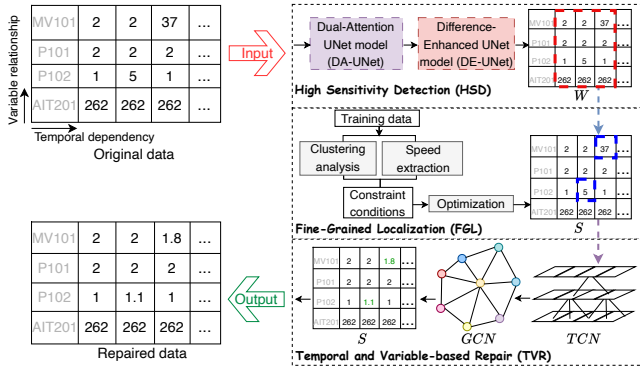 Variable relationship
MV101 2 2 37 ...
P101 2 2 2 ...
P102 1 5 1 ...
AIT201 262 262 262 ...
Temporal dependency
Original data
Input
Dual-Attention
UNet model
(DA-UNet)
Difference-
Enhanced UNet
model (DE-UNet)
MV101 2 2 37 ...
P101 2 2 2 ...
P102 1 5 1 ...
AIT201 262 262 262 ...
W
High Sensitivity Detection (HSD)
Training data
Clustering
analysis
Speed
extraction
Constraint
conditions
Optimization
MV101 2 2 37 ...
P101 2 2 2 ...
P102 1 5 1 ...
AIT201 262 262 262 ...
S
Fine-Grained Localization (FGL)
MV101 2 2 1.8 ...
P101 2 2 2 ...
P102 1 1.1 1 ...
AIT201 262 262 262 ...
S
GCN
TCN
Temporal and Variable-based Repair (TVR)
Output
MV101 2 2 1.8 ...
P101 2 2 2 ...
P102 1 1.1 1 ...
AIT201 262 262 262 ...
Repaired data